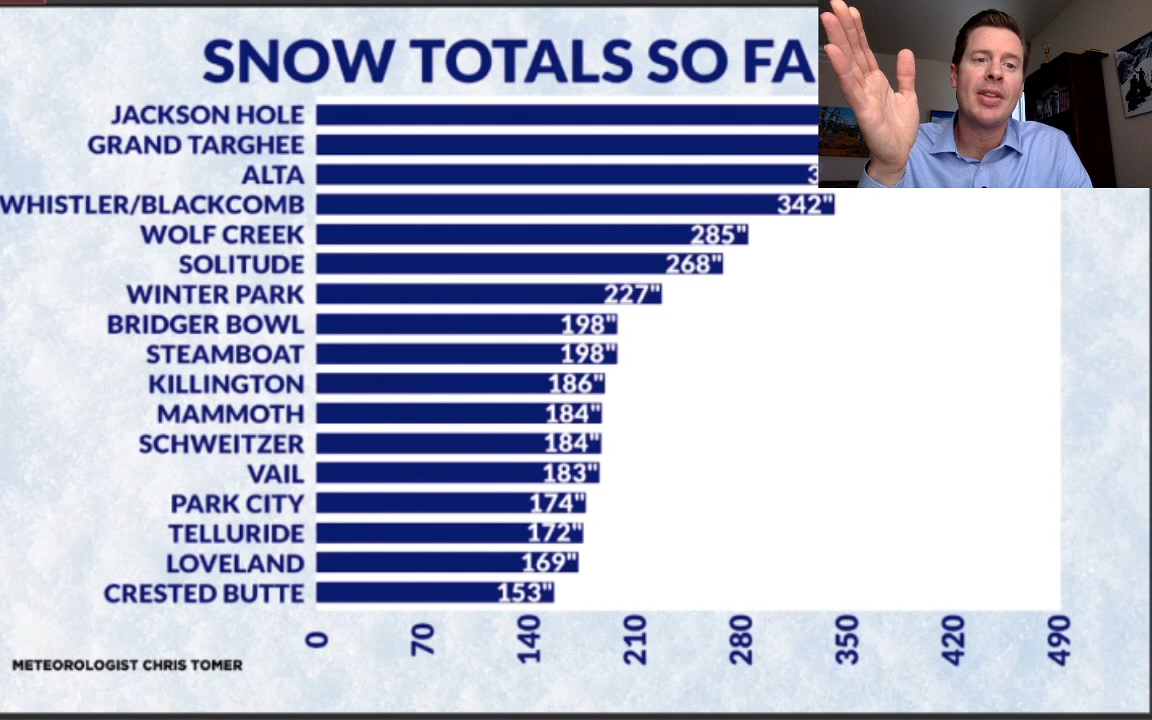 SNOW TOTALS SO FA
JACKSON HOLE
GRAND TARGHEE
ALTA 3
WHISTLER/BLACKCOMB 342"
WOLF CREEK 285"
SOLITUDE 268"
WINTER PARK 227"
BRIDGER BOWL 198"
STEAMBOAT 198"
KILLINGTON 186"
MAMMOTH 184"
SCHWEITZER 184"
VAIL 183"
PARK CITY 174"
TELLURIDE 172"
LOVELAND 169"
CRESTED BUTTE 153"
0 70 140 210 280 350 420 490
METEOROLOGIST CHRIS TOMER